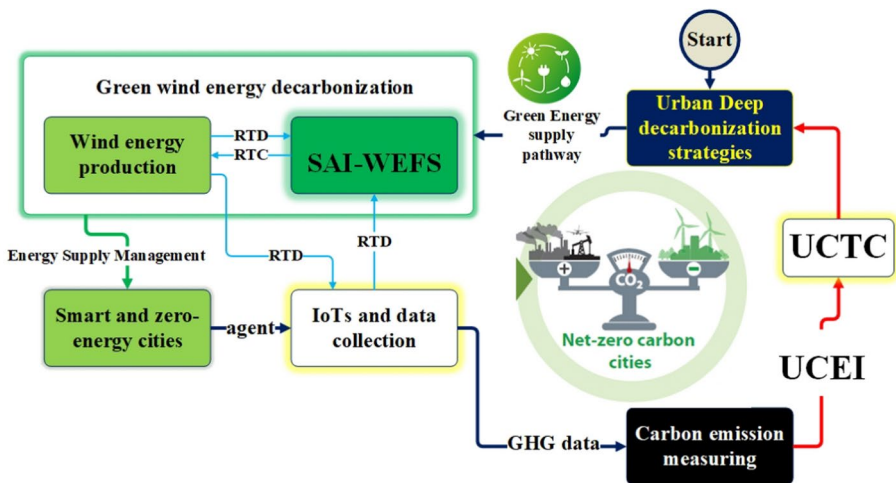 Start
Green wind energy decarbonization
Green Energy
supply
pathway
Urban Deep
decarbonization
strategies
Wind energy
production
RTD
RTC
SAI-WEFS
RTD
RTD
Energy Supply Management
Smart and zero-
energy cities
agent
IoTs and data
collection
+
CO2
−
Net-zero carbon
cities
UCTC
UCEI
GHG data
Carbon emission
measuring